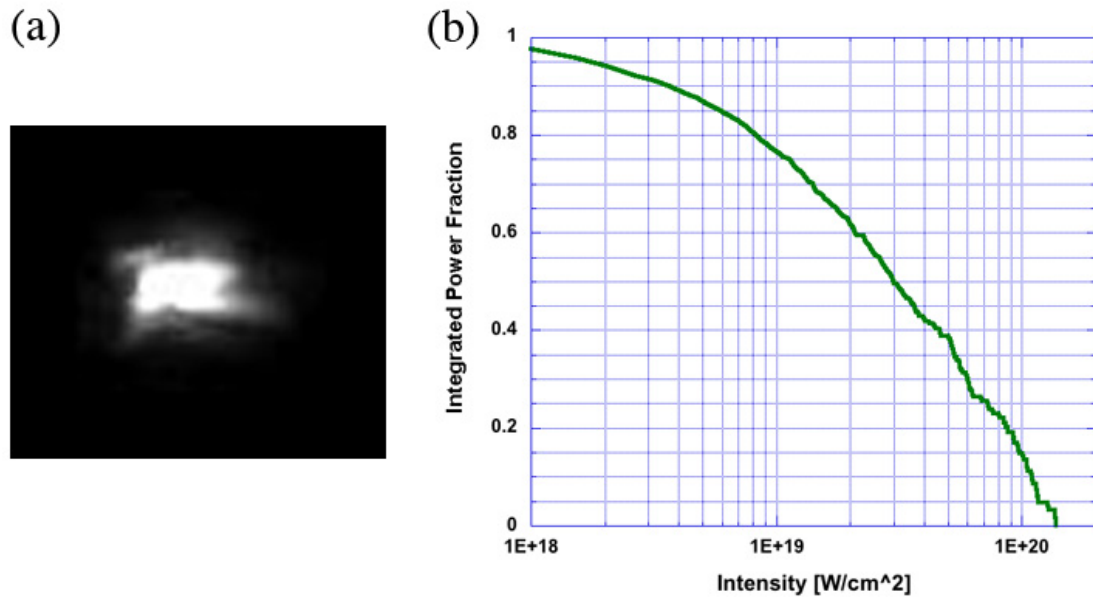 (a)
(b)
1
0.8
0.6
0.4
0.2
0
Integrated Power Fraction
1E+18
1E+19
1E+20
Intensity [W/cm^2]